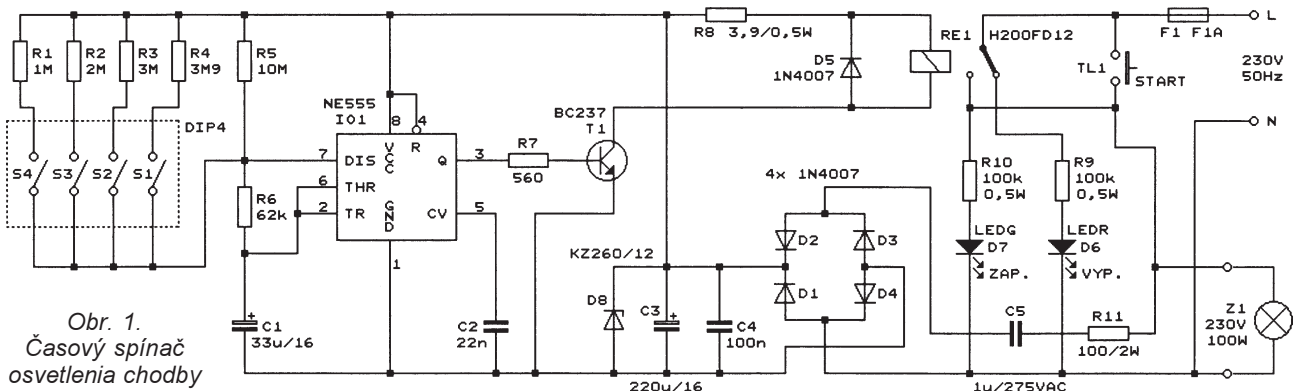 R1
1M
R2
2M
R3
3M
R4
3M9
R5
10M
DIP4
S4
S3
S2
S1
R6
62k
NE555
IO1
8
4
VCC
R
7
DIS
Q
3
6
THR
2
TR
GND
CV
5
1
R7
560
BC237
T1
R8 3,9/0,5W
D5
1N4007
RE1
H200FD12
TL1
START
F1 F1A
L
230V
50Hz
N
4x 1N4007
R10
100k
0,5W
R9
100k
0,5W
LEDG
D7
ZAP.
LEDR
D6
VYP.
D2
D3
D1
D4
KZ260/12
D8
C3
+
220u/16
C4
100n
C1
33u/16
+
C2
22n
C5
1u/275VAC
R11
100/2W
Z1
230V
100W
Obr. 1.
Časový spínač
osvetlenia chodby